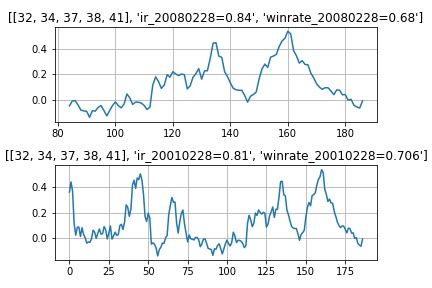 [[32, 34, 37, 38, 41], 'ir_20080228=0.84', 'winrate_20080228=0.68']
0.4
0.2
0.0
80 100 120 140 160 180
[[32, 34, 37, 38, 41], 'ir_20010228=0.81', 'winrate_20010228=0.706']
0.4
0.2
0.0
0 25 50 75 100 125 150 175